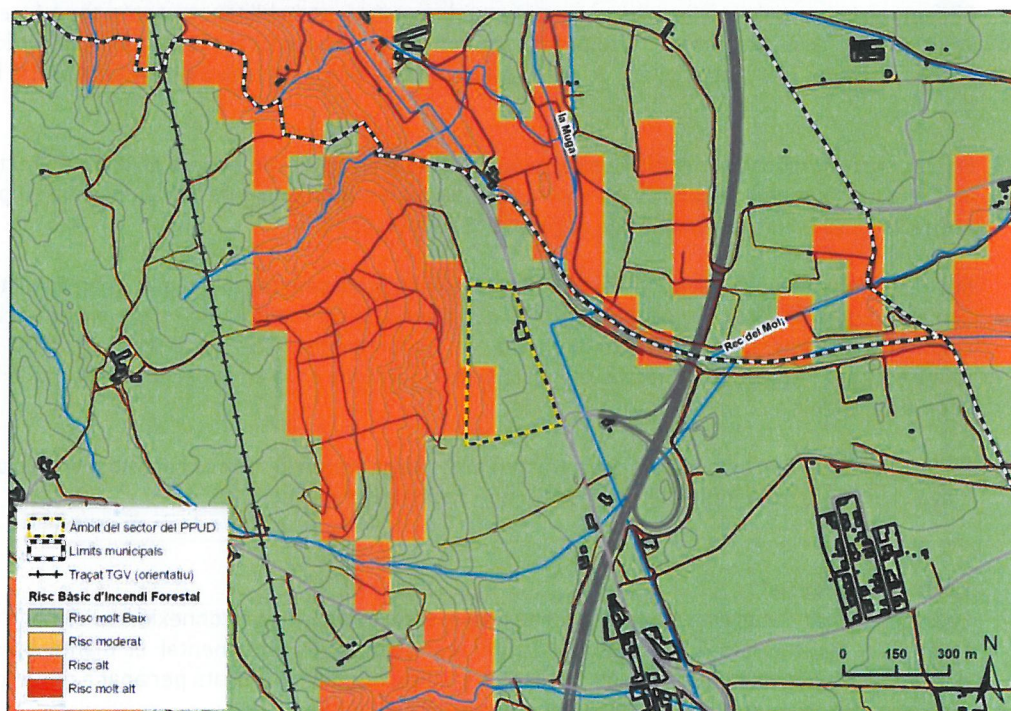 la Muga
Rec del Molí
Àmbit del sector del PPUD
Límits municipals
Traçat TGV (orientatiu)
Risc Bàsic d'Incendi Forestal
Risc molt Baix
Risc moderat
Risc alt
Risc molt alt
N
0 150 300 m